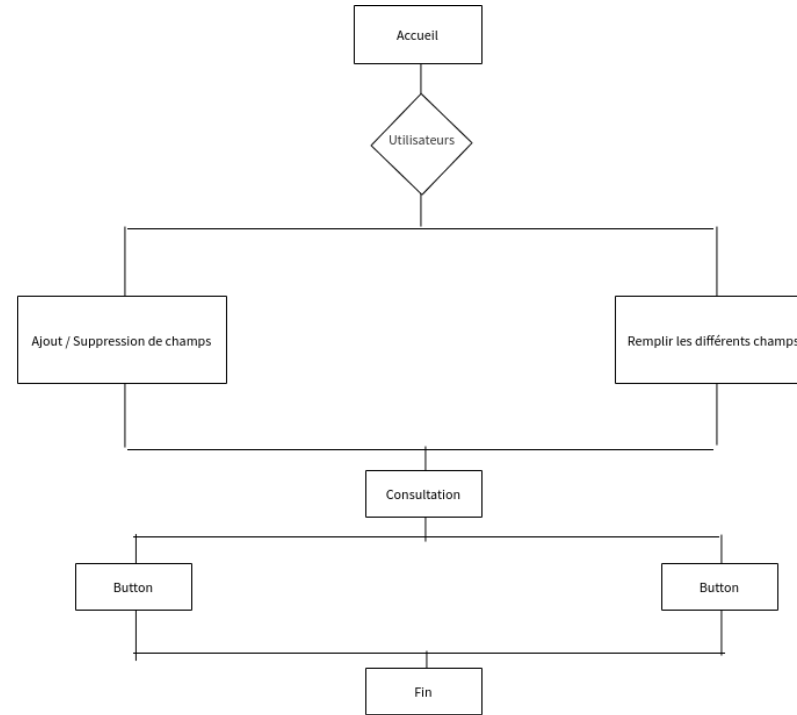 Accueil
Utilisateurs
Ajout / Suppression de champs
Remplir les différents champs
Consultation
Button
Button
Fin